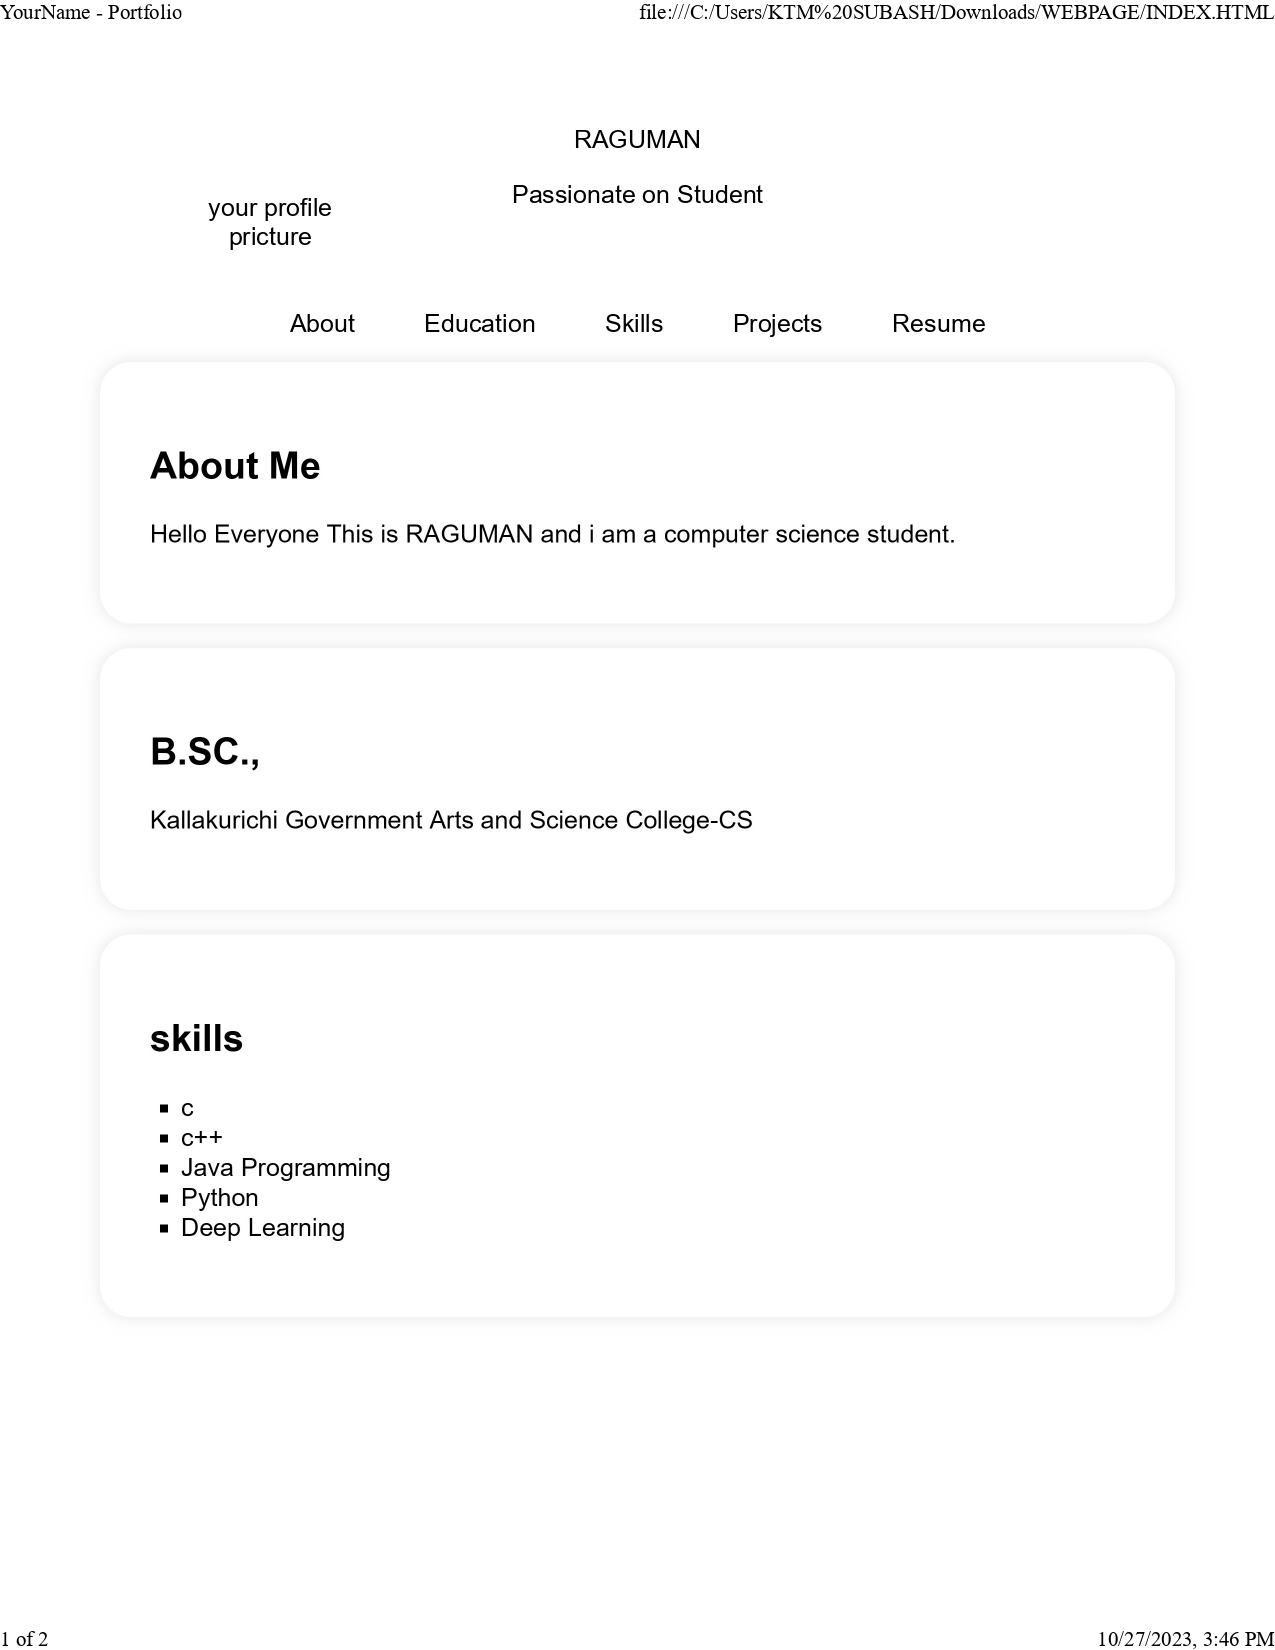 YourName - Portfolio
file:///C:/Users/KTM%20SUBASH/Downloads/WEBPAGE/INDEX.HTML
RAGUMAN
Passionate on Student
your profile
pricture
About Education Skills Projects Resume
About Me
Hello Everyone This is RAGUMAN and i am a computer science student.
B.SC.,
Kallakurichi Government Arts and Science College-CS
skills
c
c++
Java Programming
Python
Deep Learning
1 of 2
10/27/2023, 3:46 PM